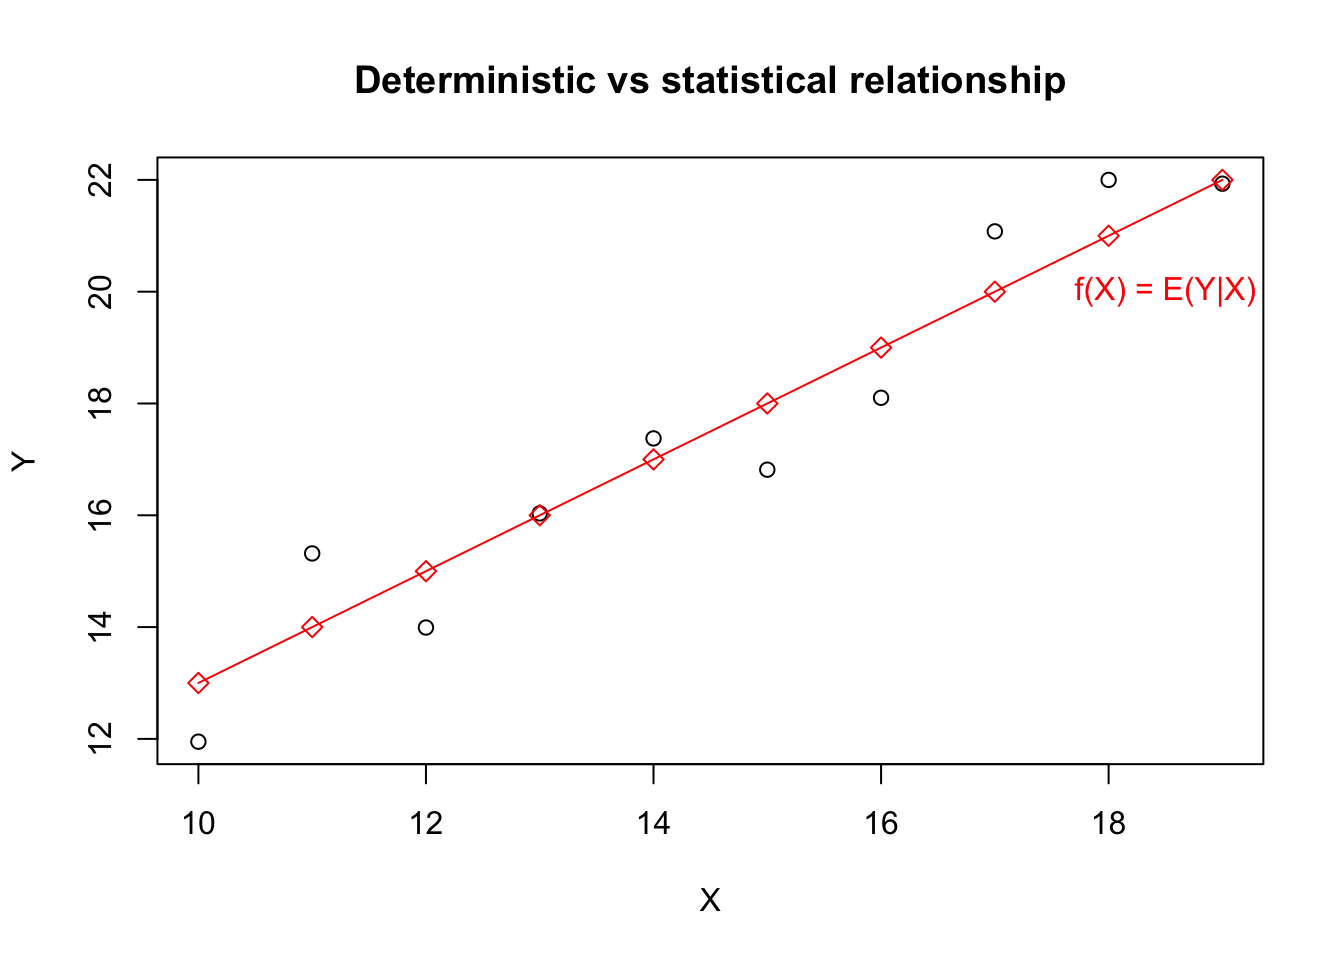 Deterministic vs statistical relationship
22
20
18
16
14
12
Y
f(X) = E(Y|X)
10
12
14
16
18
X